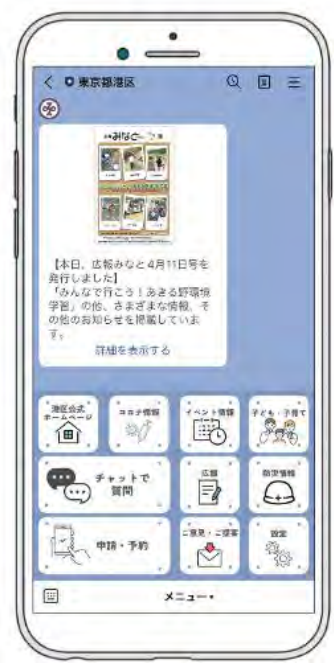 東京都港区
みなと
【本日、広報みなと4月11日号を
発行しました】
「みんなで行こう！あきる野環境
学習」の他、さまざまな情報、そ
の他のお知らせを掲載していま
す。
詳細を表示する
港区公式
ホームページ
コロナ情報
イベント情報
子ども・子育て
チャットで
質問
広報
防災情報
申請・予約
ご意見・ご提案
設定
メニュー